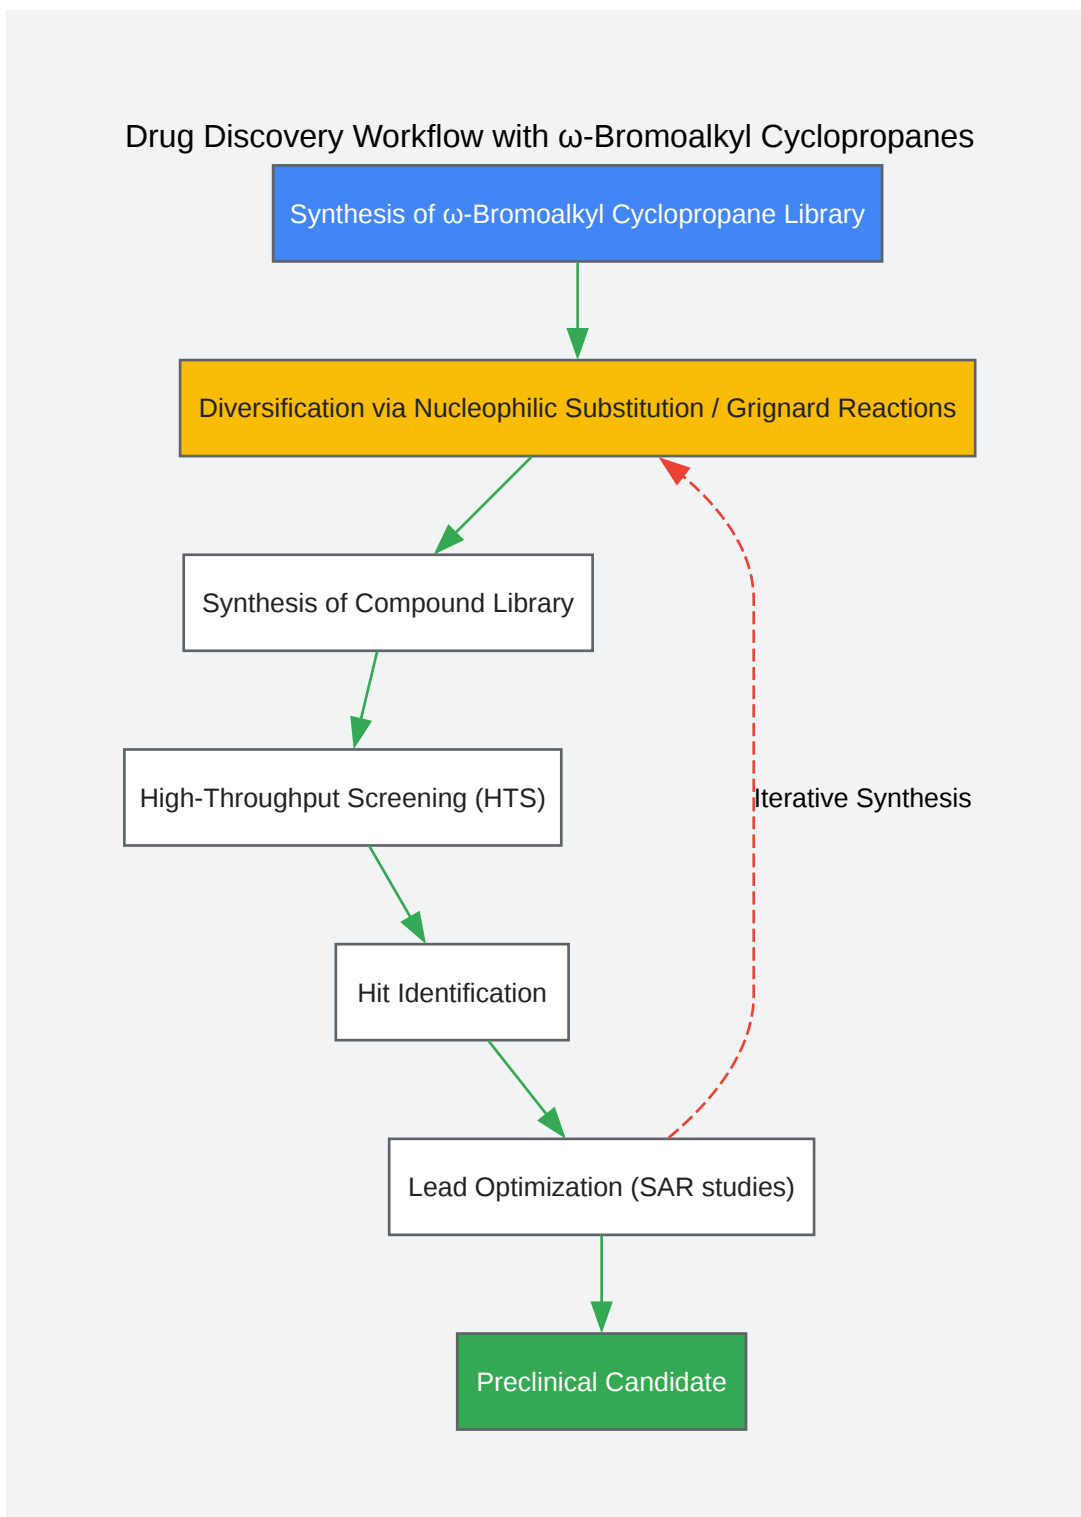 Drug Discovery Workflow with ω-Bromoalkyl Cyclopropanes
Synthesis of ω-Bromoalkyl Cyclopropane Library
Diversification via Nucleophilic Substitution / Grignard Reactions
Synthesis of Compound Library
High-Throughput Screening (HTS)
Iterative Synthesis
Hit Identification
Lead Optimization (SAR studies)
Preclinical Candidate